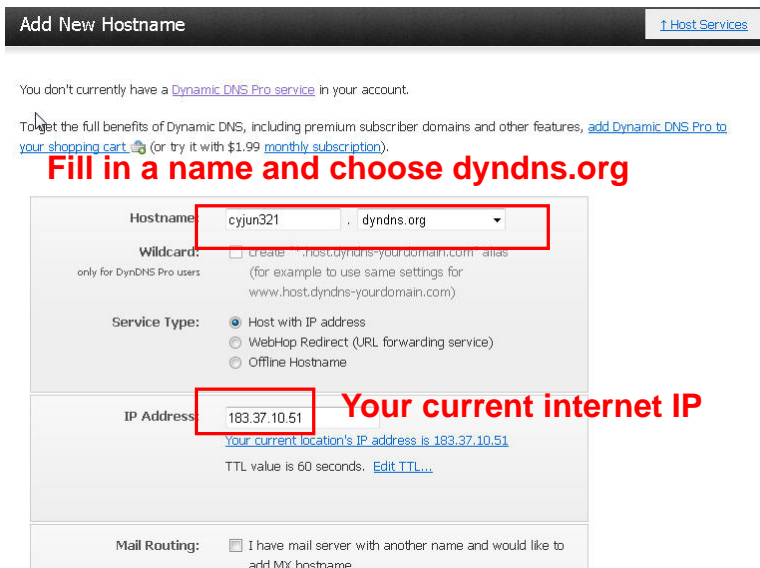 Add New Hostname
↑ Host Services
You don't currently have a Dynamic DNS Pro service in your account.
To get the full benefits of Dynamic DNS, including premium subscriber domains and other features, add Dynamic DNS Pro to
your shopping cart (or try it with $1.99 monthly subscription).
Fill in a name and choose dyndns.org
Hostname: cyjun321 . dyndns.org
Wildcard: create "*.host.dyndns-yourdomain.com" alias
only for DynDNS Pro users (for example to use same settings for
www.host.dyndns-yourdomain.com)
Service Type: Host with IP address
WebHop Redirect (URL forwarding service)
Offline Hostname
Your current internet IP
IP Address: 183.37.10.51
Your current location's IP address is 183.37.10.51
TTL value is 60 seconds. Edit TTL...
Mail Routing: I have mail server with another name and would like to
add MX hostname